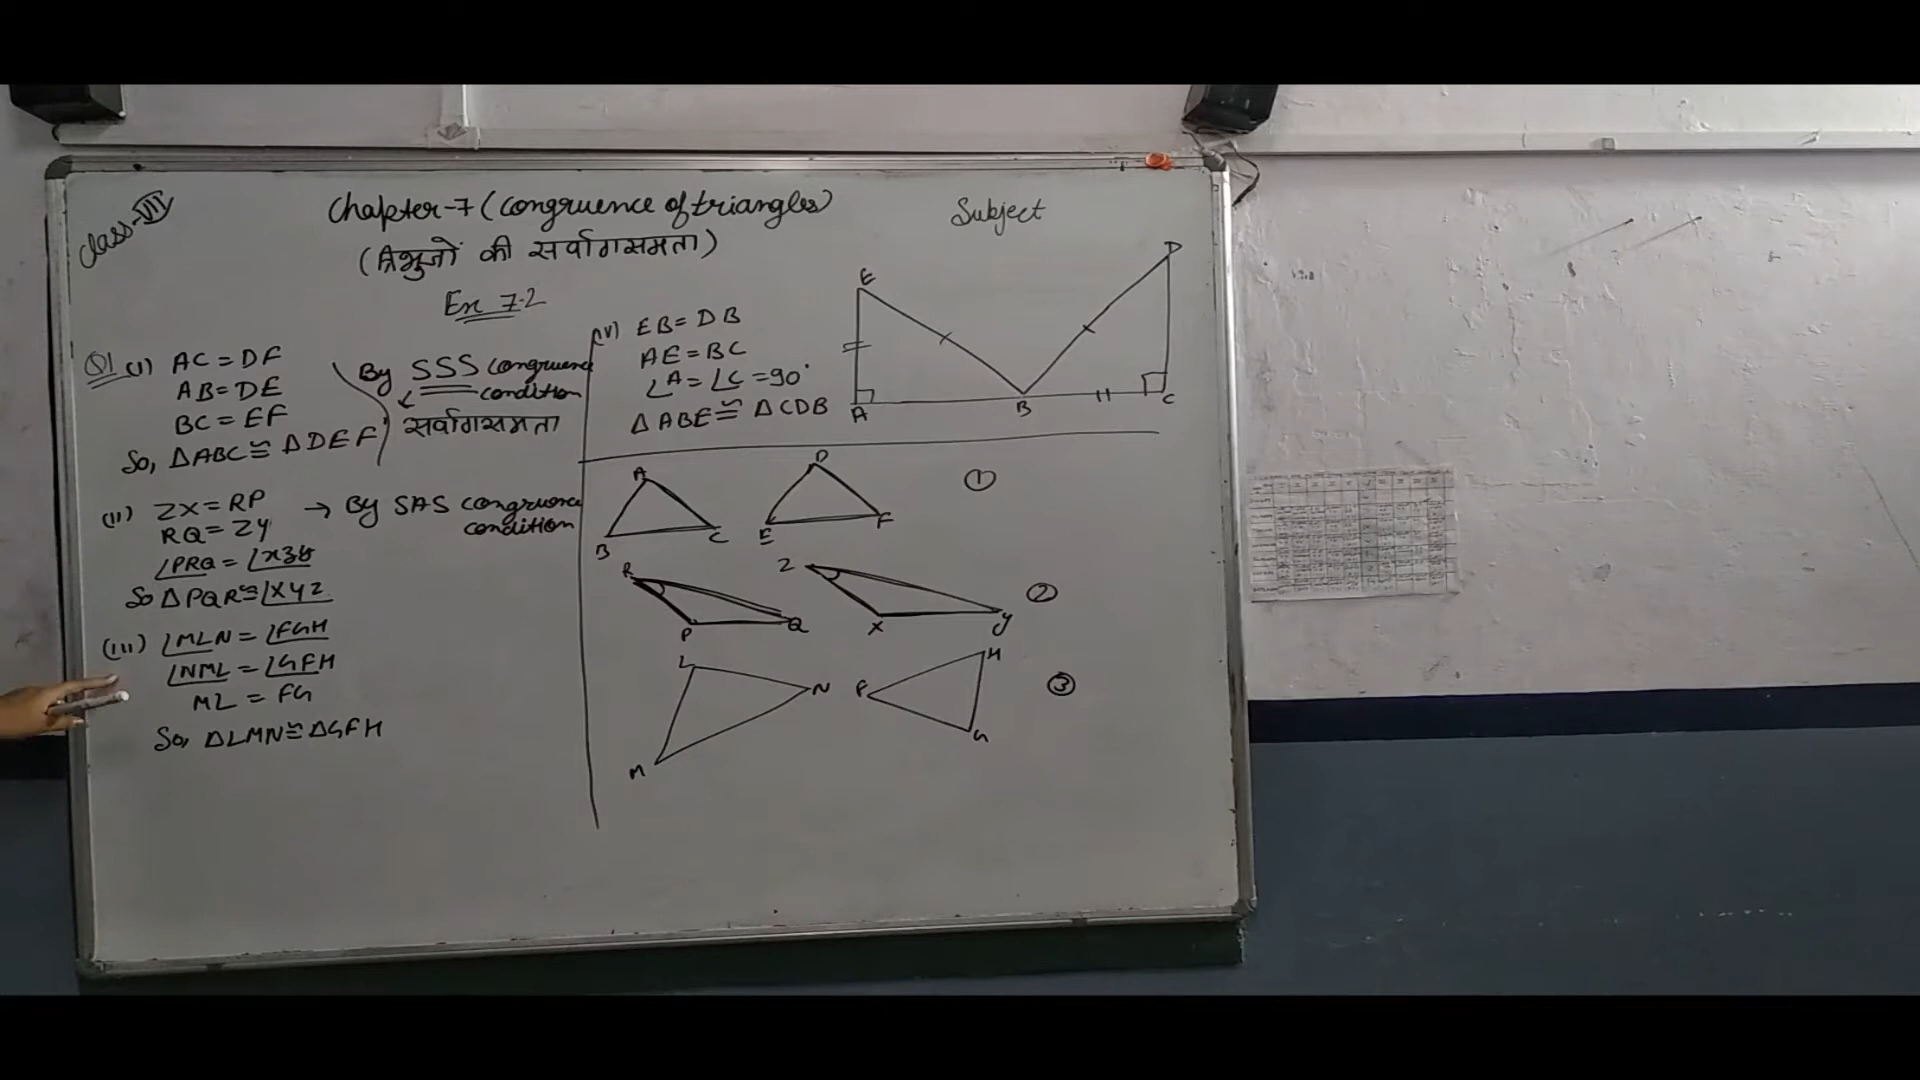 Class-VII
Chapter-7 (Congruence of triangles)
Subject
(त्रिभुजों की सर्वागसमता)
Ex 7.2
Q1 (i) AC = DF
AB = DE
BC = EF
So, ΔABC ≅ ΔDEF
By SSS congruence
condition
सर्वागसमता
(ii) ZX = RP
RQ = ZY
∠PRQ = ∠XZY
So ΔPQR ≅ ∠XYZ
→ By SAS congruence
condition
(iii) ∠MLN = ∠FGH
∠NML = ∠GFH
ML = FG
So, ΔLMN ≅ ΔGFH
(iv) EB = DB
AE = BC
∠A = ∠C = 90°
ΔABE ≅ ΔCDB
E
D
A
B
C
A
B
C
D
E
F
①
R
P
Q
Z
X
Y
②
L
N
M
F
H
G
③